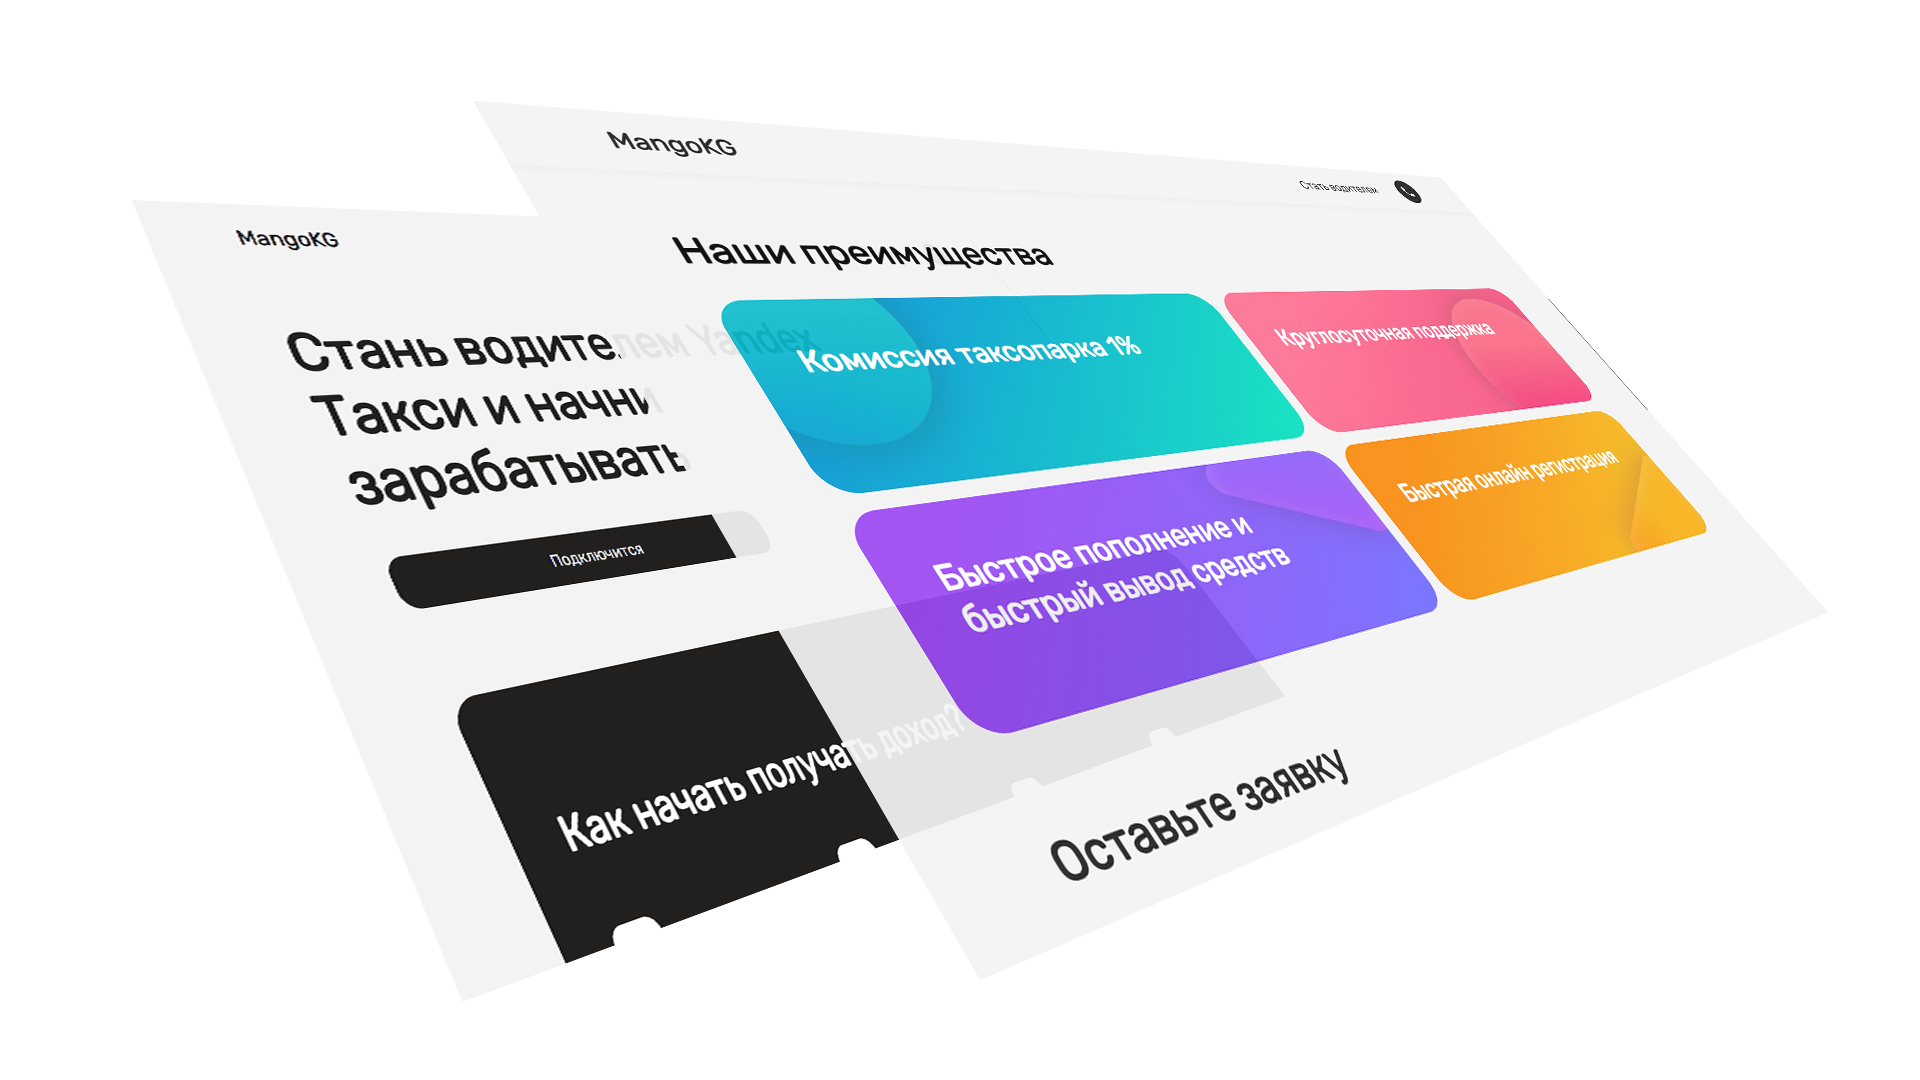 MangoKG
Стать водителем
MangoKG
Стань водителем Yandex
Такси и начни
зарабатывать
Подключится
Как начать получать доход?
Наши преимущества
Комиссия таксопарка 1%
Круглосуточная поддержка
Быстрое пополнение и
быстрый вывод средств
Быстрая онлайн регистрация
Оставьте заявку